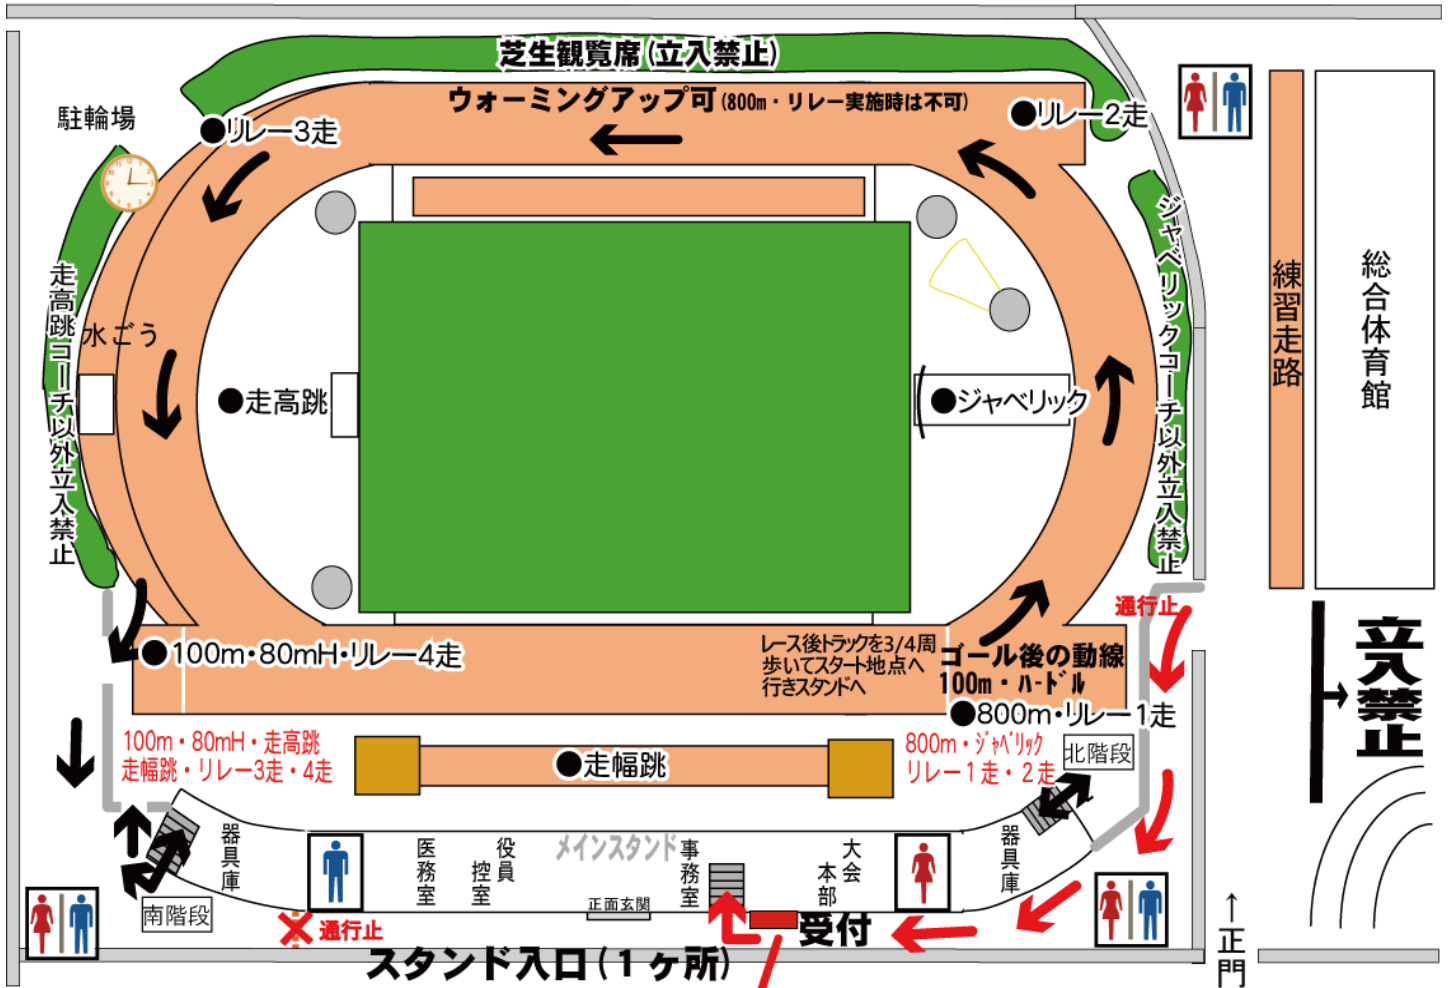 芝生観覧席(立入禁止)
ウォーミングアップ可(800m・リレー実施時は不可)
駐輪場
●リレー3走
●リレー2走
走高跳コーチ以外立入禁止
水ごう
●走高跳
●ジャベリック
ジャベリックコーチ以外立入禁止
練習走路
総合体育館
通行止
立入禁止
●100m・80mH・リレー4走
レース後トラックを3/4周
歩いてスタート地点へ
行きスタンドへ
ゴール後の動線
100m・ハードル
●800m・リレー1走
100m・80mH・走高跳
走幅跳・リレー3走・4走
●走幅跳
800m・ジャベリック
リレー1走・2走
北階段
器具庫
医務室
役員
控室
メインスタンド
事務室
大会
本部
器具庫
南階段
正面玄関
通行止
受付
スタンド入口(1ヶ所)
←正門